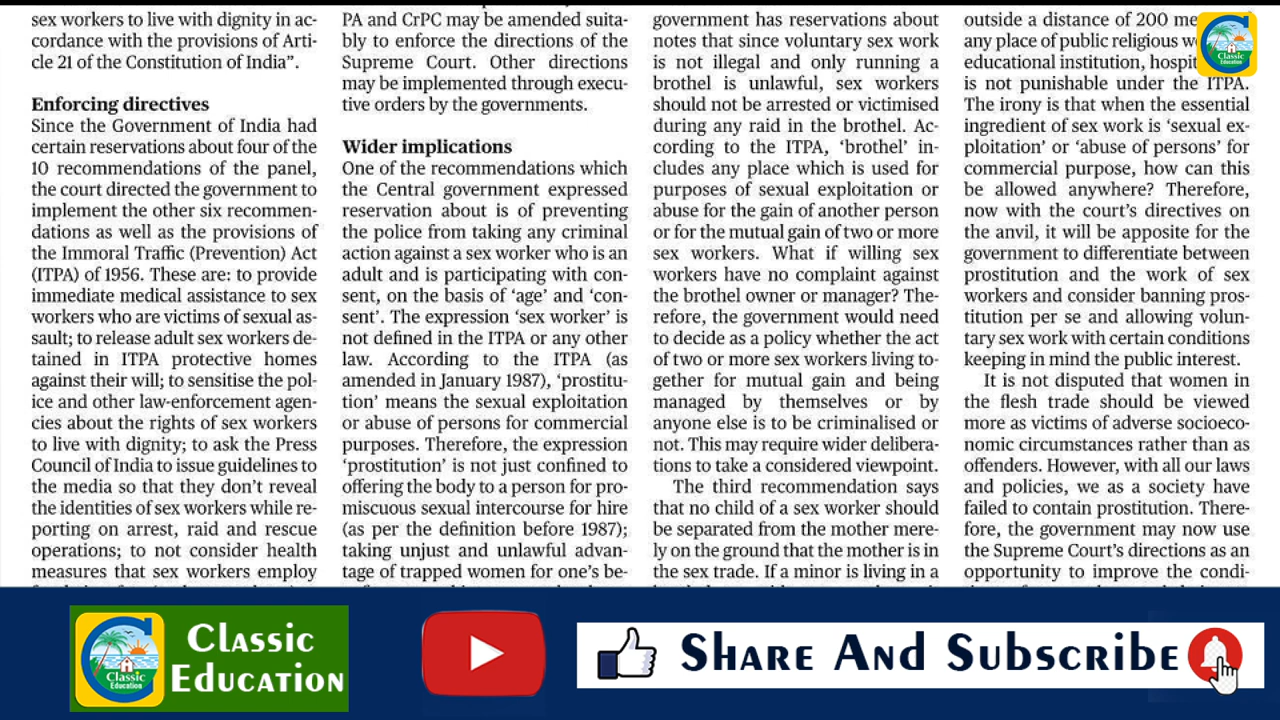 sex workers to live with dignity in ac-
cordance with the provisions of Arti-
cle 21 of the Constitution of India”.
Enforcing directives
Since the Government of India had
certain reservations about four of the
10 recommendations of the panel,
the court directed the government to
implement the other six recommen-
dations as well as the provisions of
the Immoral Traffic (Prevention) Act
(ITPA) of 1956. These are: to provide
immediate medical assistance to sex
workers who are victims of sexual as-
sault; to release adult sex workers de-
tained in ITPA protective homes
against their will; to sensitise the pol-
ice and other law-enforcement agen-
cies about the rights of sex workers
to live with dignity; to ask the Press
Council of India to issue guidelines to
the media so that they don’t reveal
the identities of sex workers while re-
porting on arrest, raid and rescue
operations; to not consider health
measures that sex workers employ
PA and CrPC may be amended suita-
bly to enforce the directions of the
Supreme Court. Other directions
may be implemented through execu-
tive orders by the governments.
Wider implications
One of the recommendations which
the Central government expressed
reservation about is of preventing
the police from taking any criminal
action against a sex worker who is an
adult and is participating with con-
sent, on the basis of ‘age’ and ‘con-
sent’. The expression ‘sex worker’ is
not defined in the ITPA or any other
law. According to the ITPA (as
amended in January 1987), ‘prostitu-
tion’ means the sexual exploitation
or abuse of persons for commercial
purposes. Therefore, the expression
‘prostitution’ is not just confined to
offering the body to a person for pro-
miscuous sexual intercourse for hire
(as per the definition before 1987);
taking unjust and unlawful advan-
tage of trapped women for one’s be-
government has reservations about
notes that since voluntary sex work
is not illegal and only running a
brothel is unlawful, sex workers
should not be arrested or victimised
during any raid in the brothel. Ac-
cording to the ITPA, ‘brothel’ in-
cludes any place which is used for
purposes of sexual exploitation or
abuse for the gain of another person
or for the mutual gain of two or more
sex workers. What if willing sex
workers have no complaint against
the brothel owner or manager? The-
refore, the government would need
to decide as a policy whether the act
of two or more sex workers living to-
gether for mutual gain and being
managed by themselves or by
anyone else is to be criminalised or
not. This may require wider delibera-
tions to take a considered viewpoint.
The third recommendation says
that no child of a sex worker should
be separated from the mother mere-
ly on the ground that the mother is in
the sex trade. If a minor is living in a
outside a distance of 200 me
any place of public religious w
educational institution, hospit
is not punishable under the ITPA.
The irony is that when the essential
ingredient of sex work is ‘sexual ex-
ploitation’ or ‘abuse of persons’ for
commercial purpose, how can this
be allowed anywhere? Therefore,
now with the court’s directives on
the anvil, it will be apposite for the
government to differentiate between
prostitution and the work of sex
workers and consider banning pros-
titution per se and allowing volun-
tary sex work with certain conditions
keeping in mind the public interest.
It is not disputed that women in
the flesh trade should be viewed
more as victims of adverse socioeco-
nomic circumstances rather than as
offenders. However, with all our laws
and policies, we as a society have
failed to contain prostitution. There-
fore, the government may now use
the Supreme Court’s directions as an
opportunity to improve the condi-
Classic
Education
Classic
Education
Classic
Education
Share And Subscribe